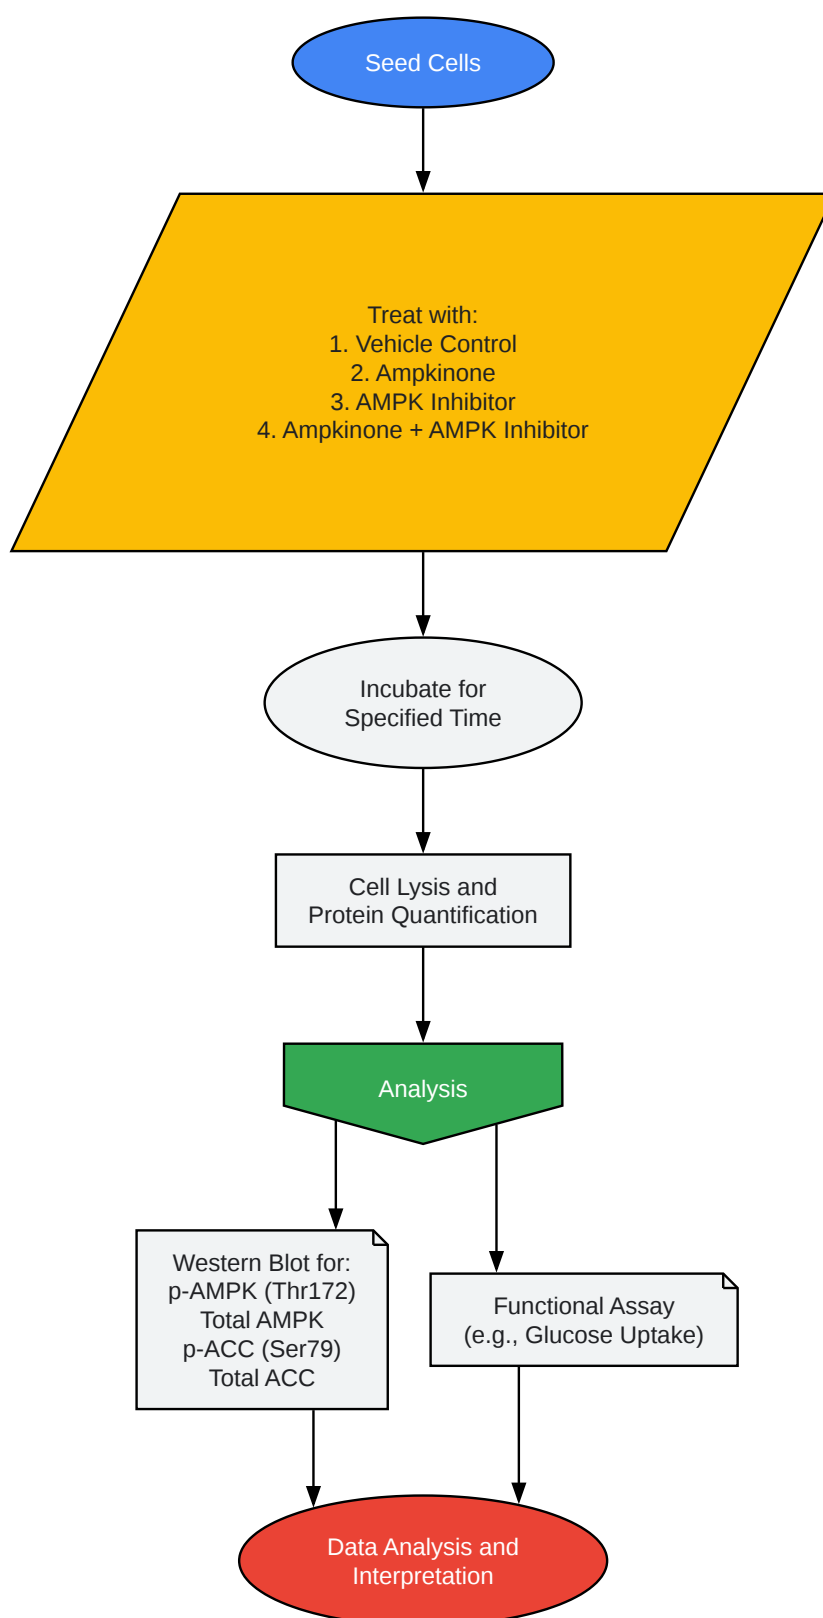 Seed Cells
Treat with:
1. Vehicle Control
2. Ampkinone
3. AMPK Inhibitor
4. Ampkinone + AMPK Inhibitor
Incubate for
Specified Time
Cell Lysis and
Protein Quantification
Analysis
Western Blot for:
p-AMPK (Thr172)
Total AMPK
p-ACC (Ser79)
Total ACC
Functional Assay
(e.g., Glucose Uptake)
Data Analysis and
Interpretation